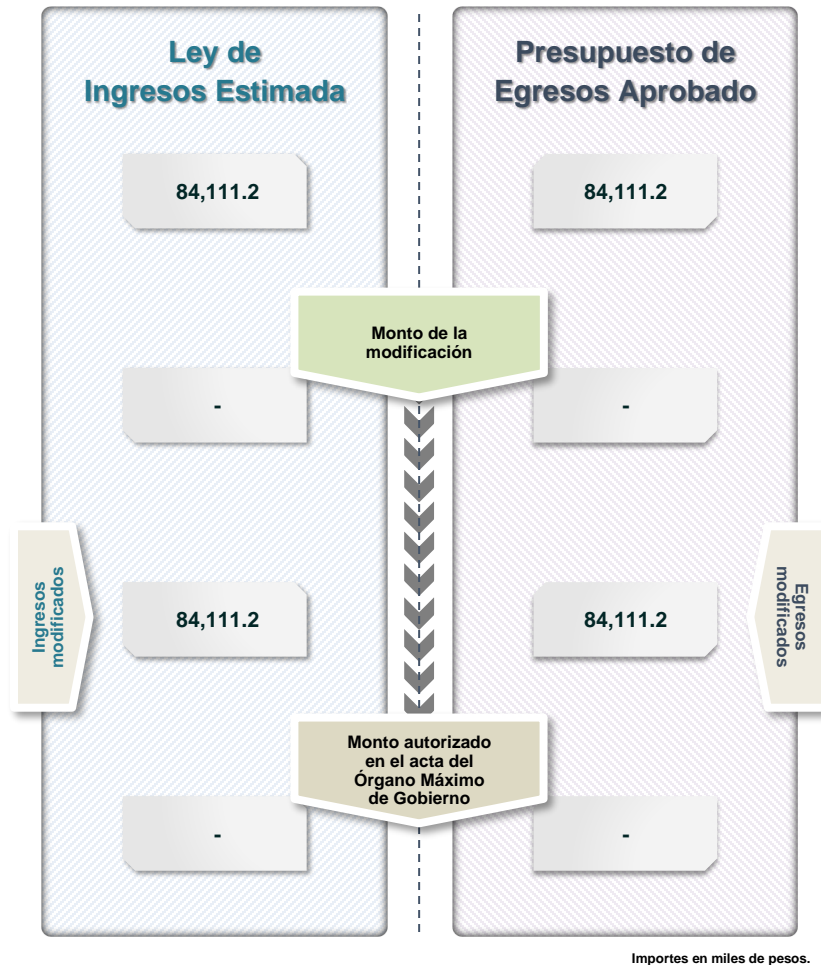 Ley de
Ingresos Estimada
Presupuesto de
Egresos Aprobado
84,111.2
84,111.2
Monto de la
modificación
-
-
Ingresos
modificados
84,111.2
84,111.2
Egresos
modificados
Monto autorizado
en el acta del
Órgano Máximo
de Gobierno
-
-
Importes en miles de pesos.